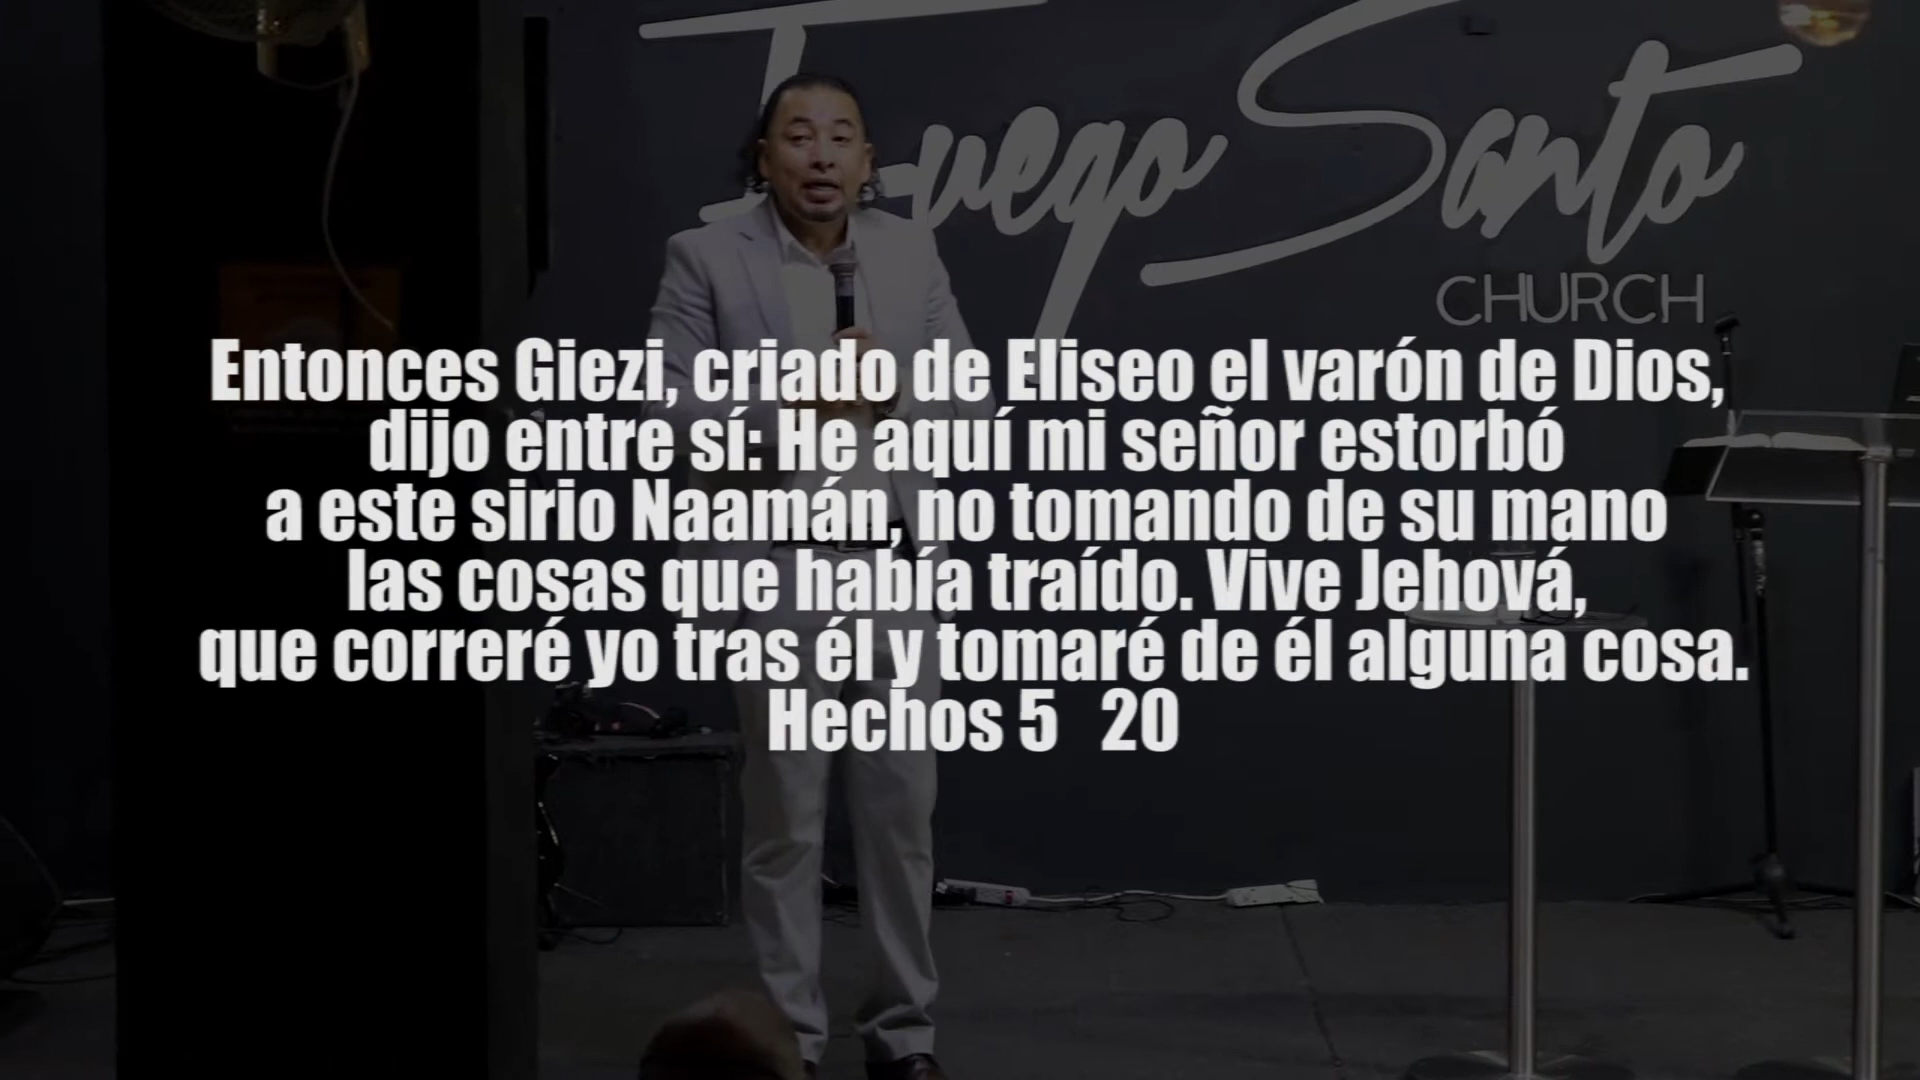 Fuego Santo
CHURCH
Entonces Giezi, criado de Eliseo el varón de Dios,
dijo entre sí: He aquí mi señor estorbó
a este sirio Naamán, no tomando de su mano
las cosas que había traído. Vive Jehová,
que correré yo tras él y tomaré de él alguna cosa.
Hechos 5   20